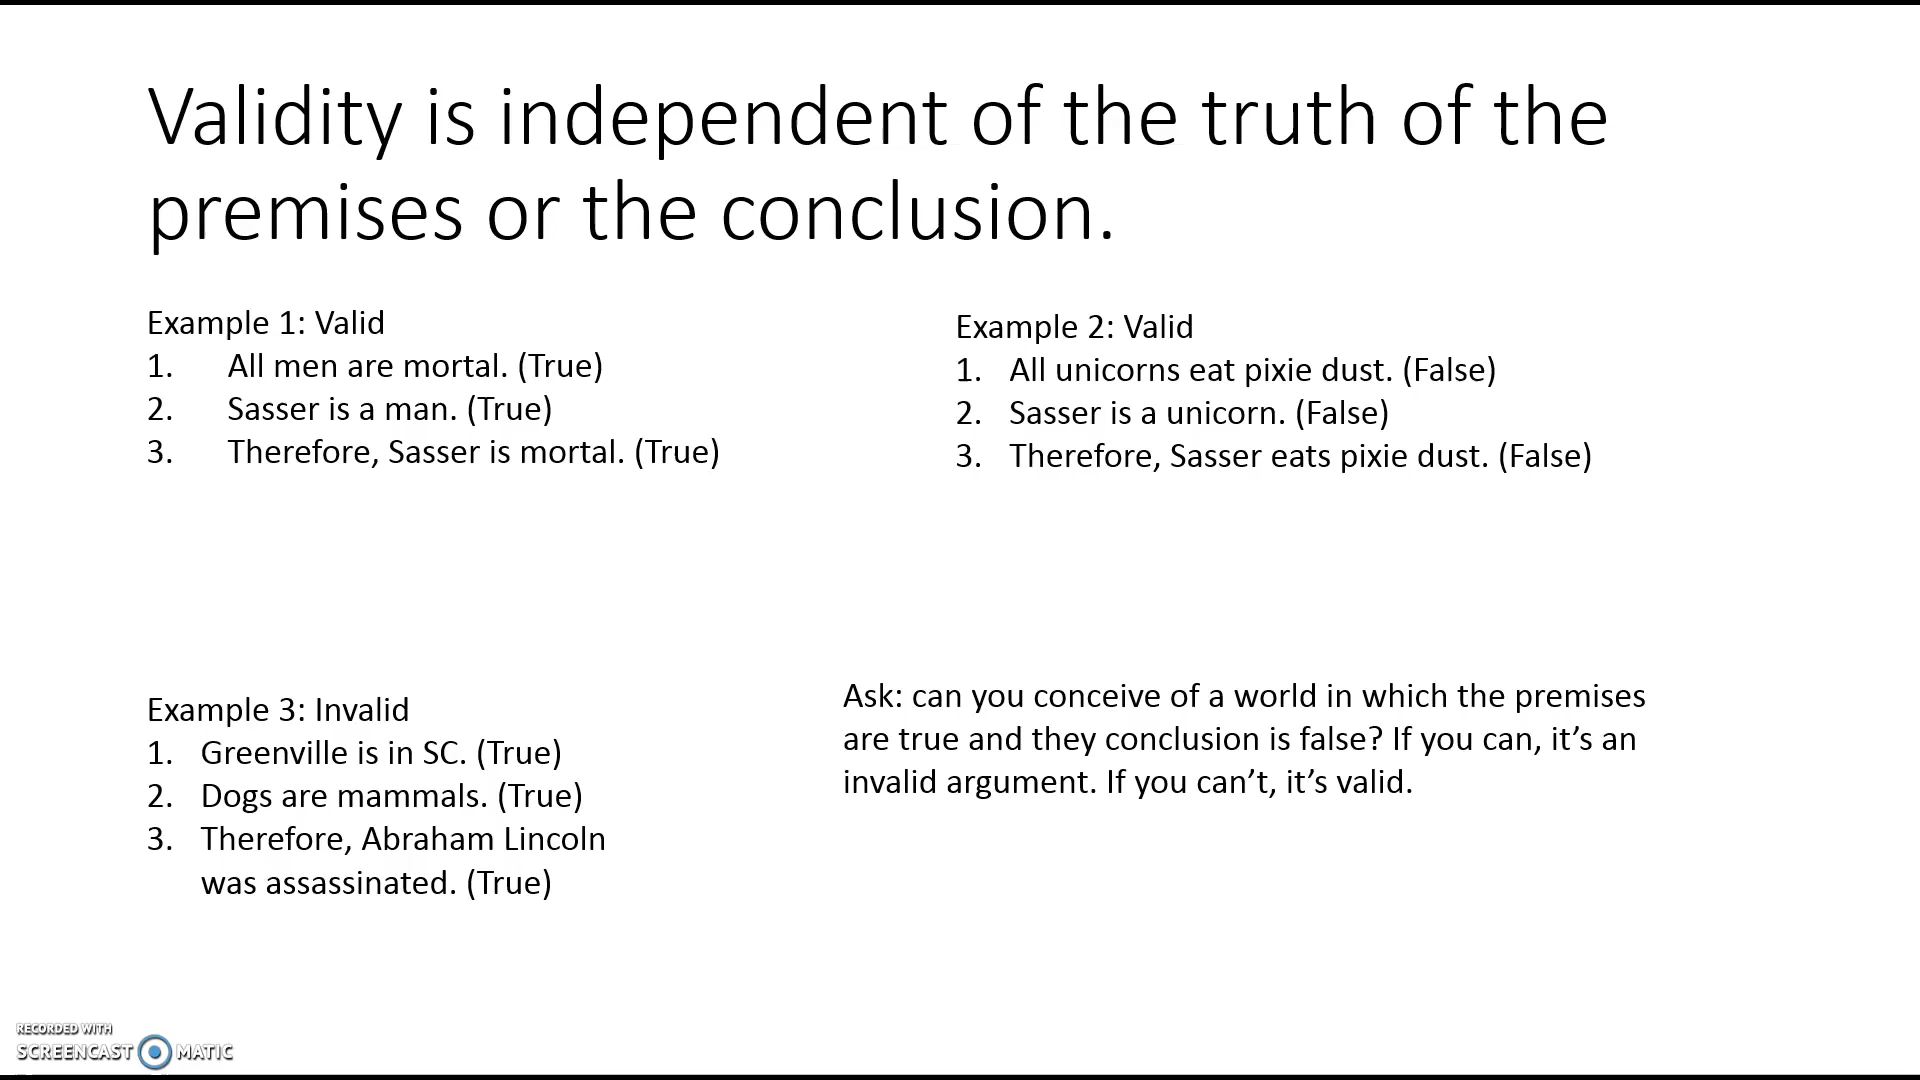 Validity is independent of the truth of the
premises or the conclusion.
Example 1: Valid
1. All men are mortal. (True)
2. Sasser is a man. (True)
3. Therefore, Sasser is mortal. (True)
Example 2: Valid
1. All unicorns eat pixie dust. (False)
2. Sasser is a unicorn. (False)
3. Therefore, Sasser eats pixie dust. (False)
Example 3: Invalid
1. Greenville is in SC. (True)
2. Dogs are mammals. (True)
3. Therefore, Abraham Lincoln
was assassinated. (True)
Ask: can you conceive of a world in which the premises
are true and they conclusion is false? If you can, it’s an
invalid argument. If you can’t, it’s valid.
RECORDED WITH
SCREENCAST MATIC